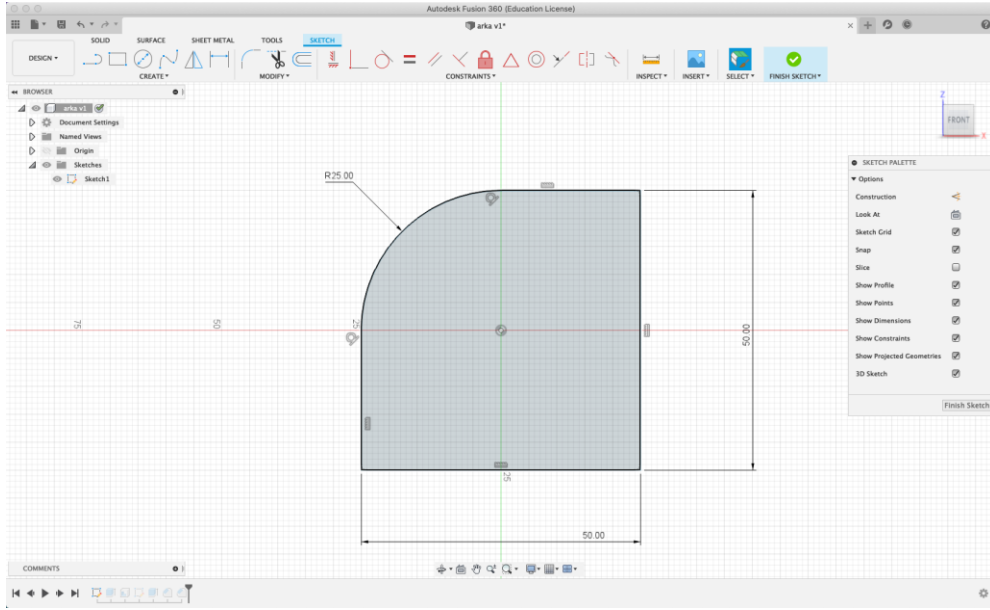 Autodesk Fusion 360 (Education License)
arka v1*
DESIGN
SOLID SURFACE SHEET METAL TOOLS SKETCH
CREATE MODIFY CONSTRAINTS INSPECT INSERT SELECT FINISH SKETCH
BROWSER
arka v1
Document Settings
Named Views
Origin
Sketches
Sketch1
Z
FRONT
X
SKETCH PALETTE
Options
Construction
Look At
Sketch Grid
Snap
Slice
Show Profile
Show Points
Show Dimensions
Show Constraints
Show Projected Geometries
3D Sketch
Finish Sketch
R25.00
75
50
25
50.00
25
50.00
COMMENTS